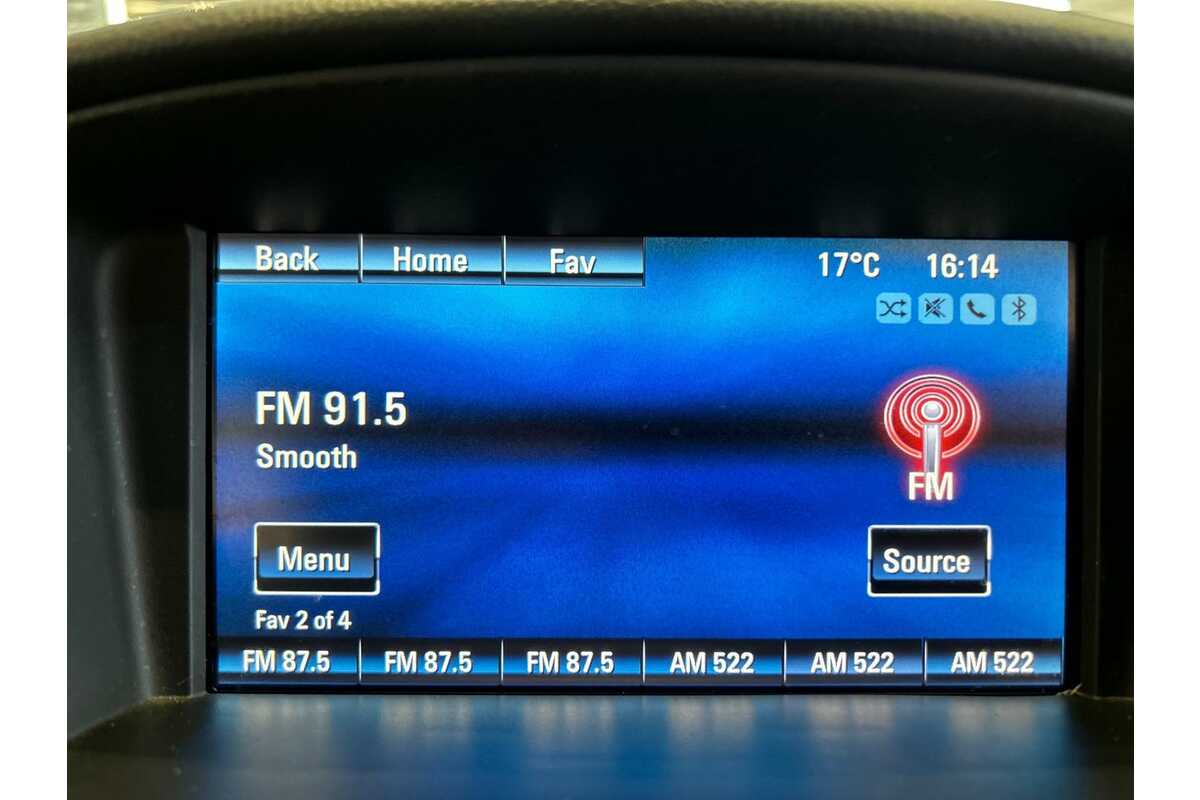 Back Home Fav 17°C 16:14
FM 91.5
Smooth
FM
Menu Source
Fav 2 of 4
FM 87.5 FM 87.5 FM 87.5 AM 522 AM 522 AM 522